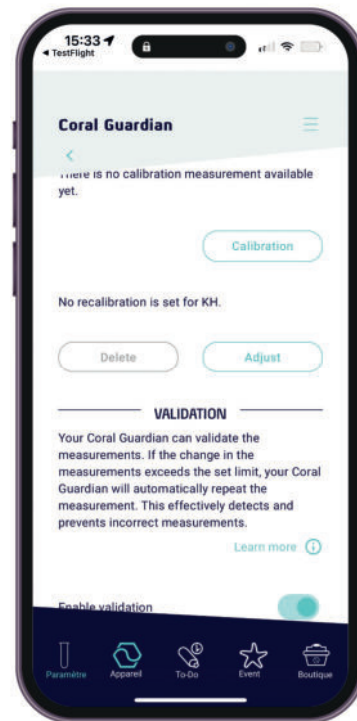 15:33
TestFlight
Coral Guardian
There is no calibration measurement available
yet.
Calibration
No recalibration is set for KH.
Delete
Adjust
VALIDATION
Your Coral Guardian can validate the
measurements. If the change in the
measurements exceeds the set limit, your Coral
Guardian will automatically repeat the
measurement. This effectively detects and
prevents incorrect measurements.
Learn more
Enable validation
Paramètre
Appareil
To-Do
Event
Boutique